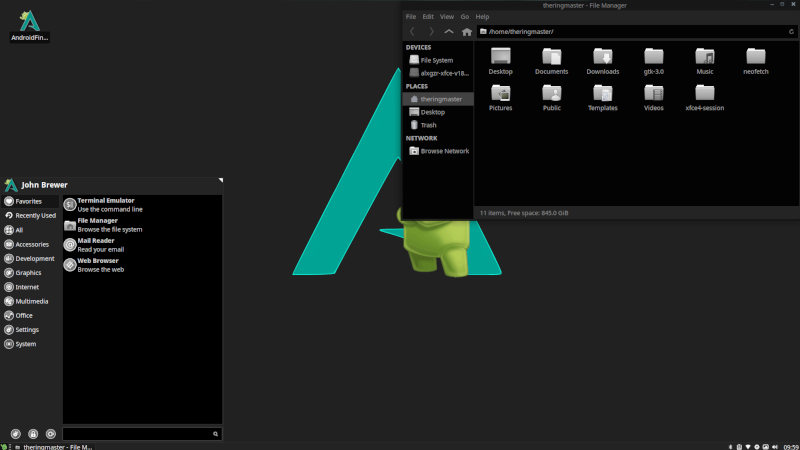 AndroidFin...
theringmaster - File Manager
File Edit View Go Help
/home/theringmaster/
DEVICES
File System
PLACES
theringmaster
Desktop
Trash
NETWORK
Browse Network
Desktop Documents Downloads gtk-3.0 Music neofetch
Pictures Public Templates Videos xfce4-session
11 items, Free space: 845.0 GiB
John Brewer
Favorites
Recently Used
All
Accessories
Development
Graphics
Internet
Multimedia
Office
Settings
System
Terminal Emulator
Use the command line
File Manager
Browse the file system
Mail Reader
Read your email
Web Browser
Browse the web
theringmaster - File M...
09:59